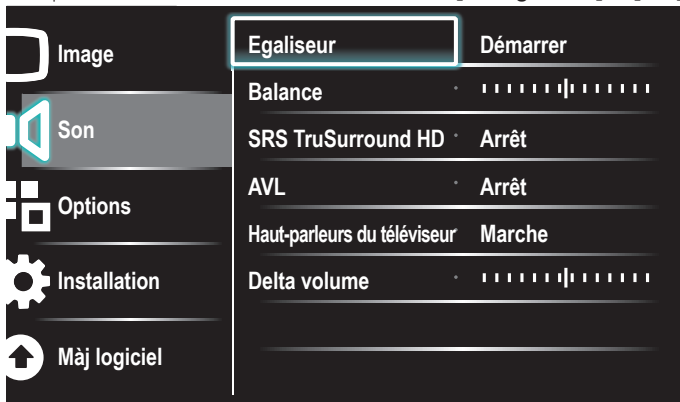 Image
Son
Options
Installation
Màj logiciel
Egaliseur Démarrer
Balance
SRS TruSurround HD Arrêt
AVL Arrêt
Haut-parleurs du téléviseur Marche
Delta volume